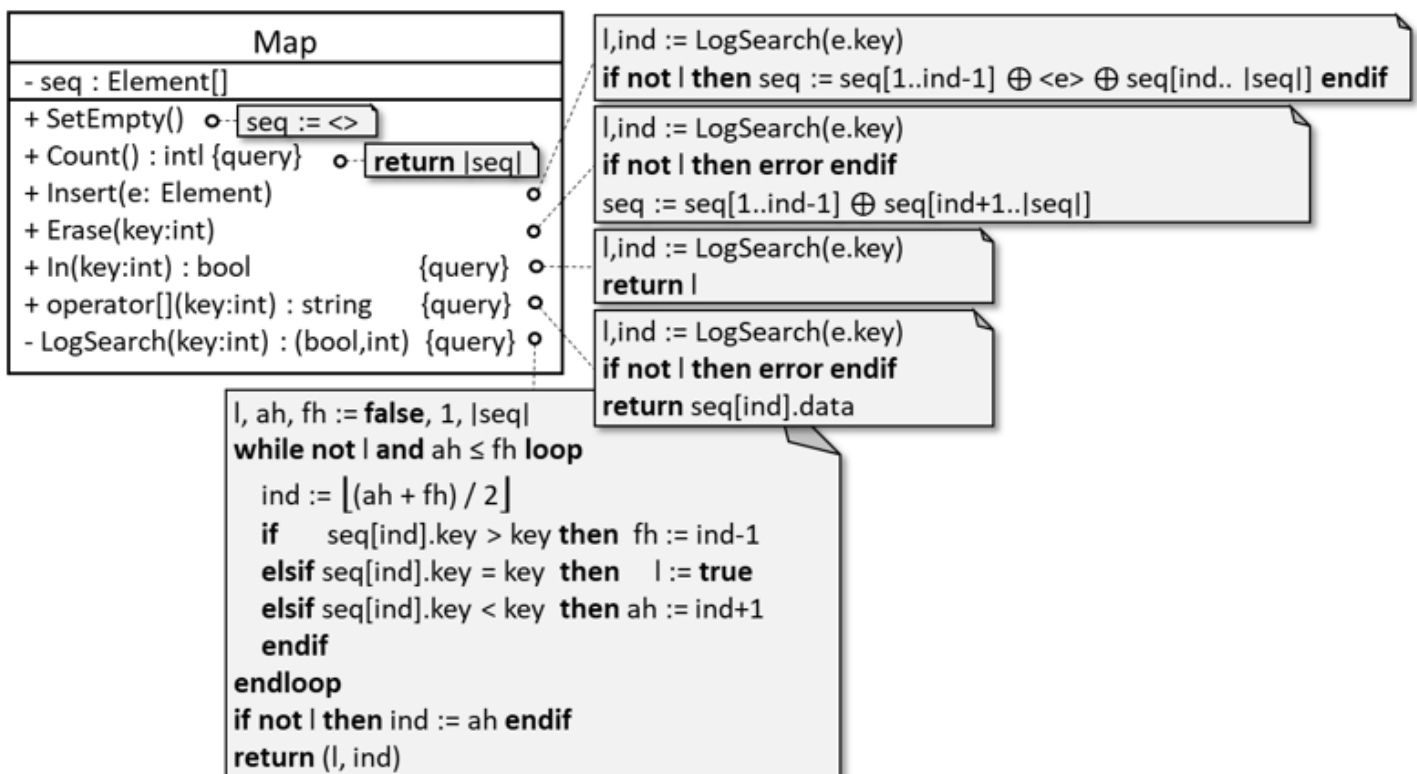 Map
- seq : Element[]
+ SetEmpty()
seq := <>
+ Count() : intl {query}
return |seq|
+ Insert(e: Element)
+ Erase(key:int)
+ In(key:int) : bool {query}
+ operator[](key:int) : string {query}
- LogSearch(key:int) : (bool,int) {query}
l,ind := LogSearch(e.key)
if not l then seq := seq[1..ind-1] ⊕ <e> ⊕ seq[ind.. |seq|] endif
l,ind := LogSearch(e.key)
if not l then error endif
seq := seq[1..ind-1] ⊕ seq[ind+1..|seq|]
l,ind := LogSearch(e.key)
return l
l,ind := LogSearch(e.key)
if not l then error endif
return seq[ind].data
l, ah, fh := false, 1, |seq|
while not l and ah ≤ fh loop
ind := ⌊(ah + fh) / 2⌋
if seq[ind].key > key then fh := ind-1
elsif seq[ind].key = key then l := true
elsif seq[ind].key < key then ah := ind+1
endif
endloop
if not l then ind := ah endif
return (l, ind)